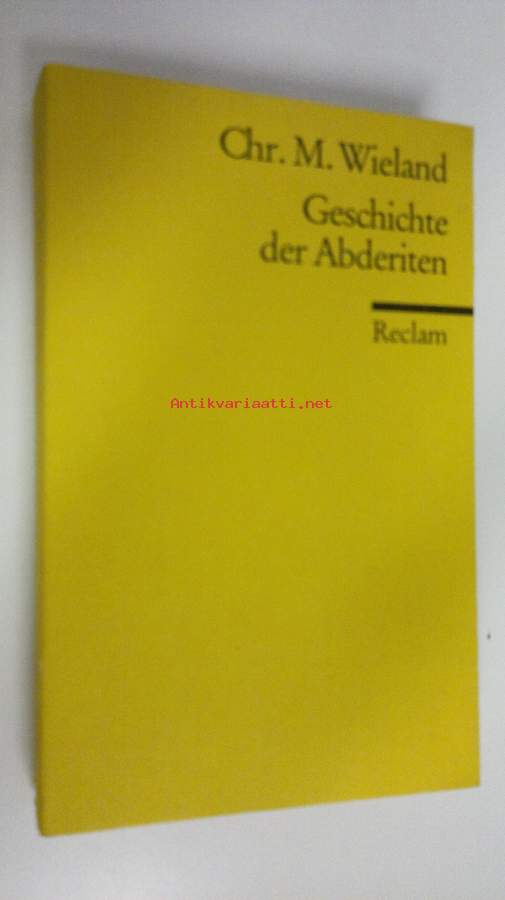 Chr. M. Wieland
Geschichte
der Abderiten
Reclam
Antikvariaatti.net